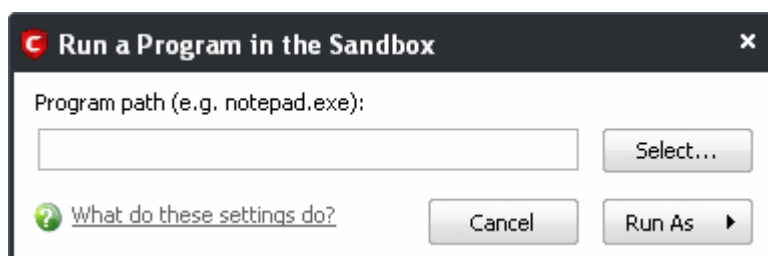 C Run a Program in the Sandbox
Program path (e.g. notepad.exe):
Select...
What do these settings do?
Cancel
Run As